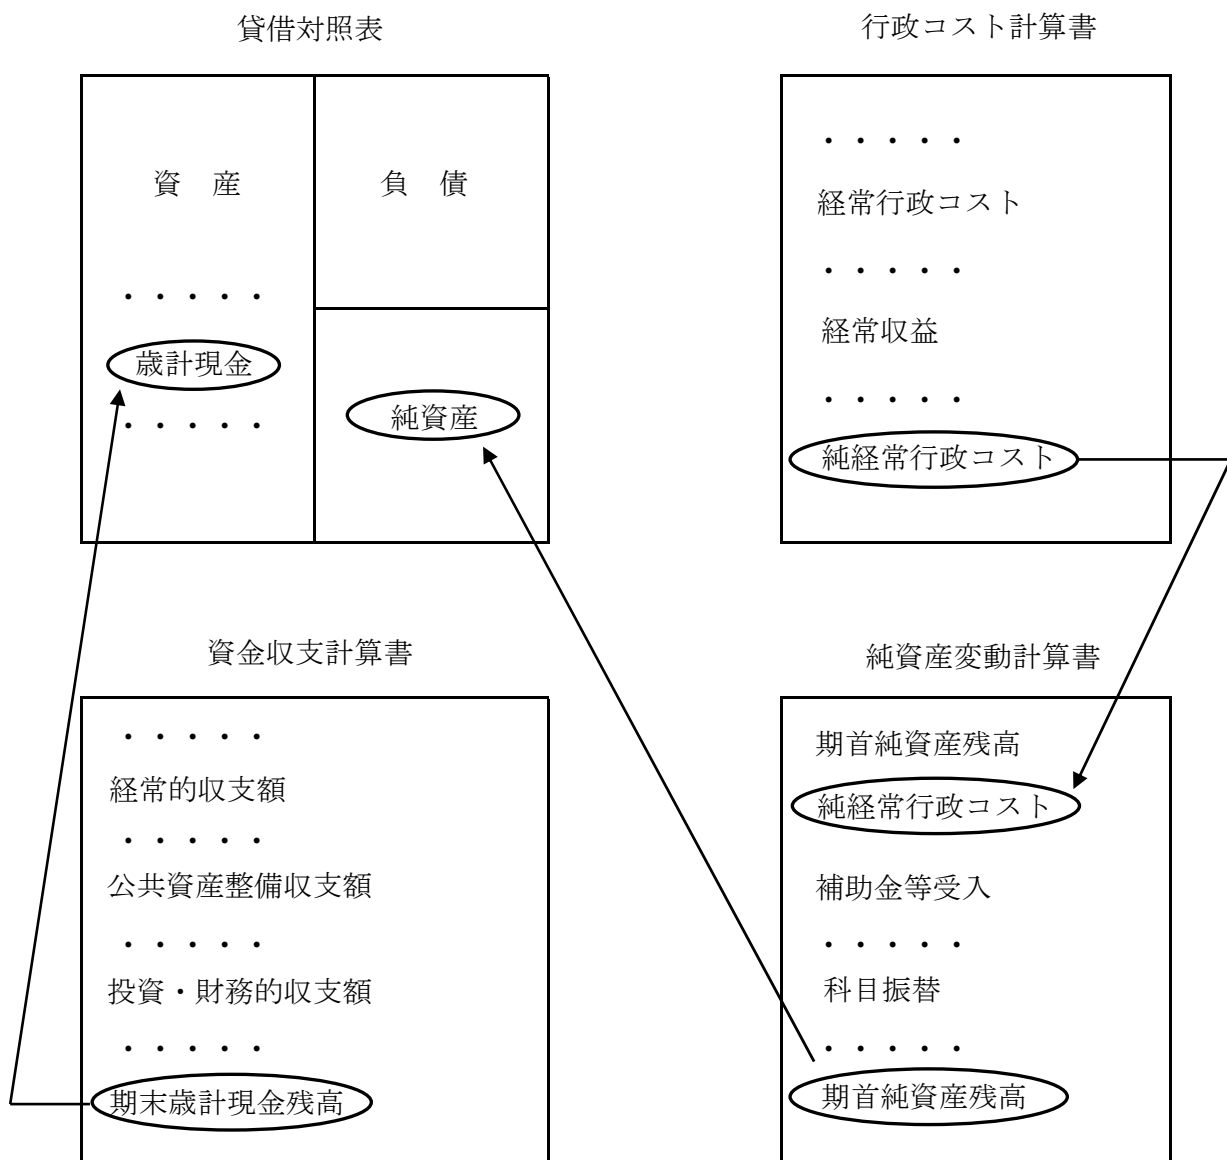 貸借対照表
資　産
負　債
・・・・・
歳計現金
・・・・・
純資産
行政コスト計算書
・・・・・
経常行政コスト
・・・・・
経常収益
・・・・・
純経常行政コスト
資金収支計算書
・・・・・
経常的収支額
・・・・・
公共資産整備収支額
・・・・・
投資・財務的収支額
・・・・・
期末歳計現金残高
純資産変動計算書
期首純資産残高
純経常行政コスト
補助金等受入
・・・・・
科目振替
・・・・・
期首純資産残高